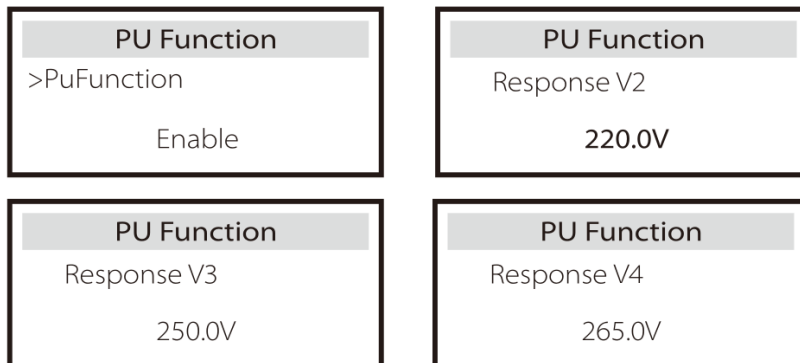 PU Function
>PuFunction
Enable
PU Function
Response V2
220.0V
PU Function
Response V3
250.0V
PU Function
Response V4
265.0V